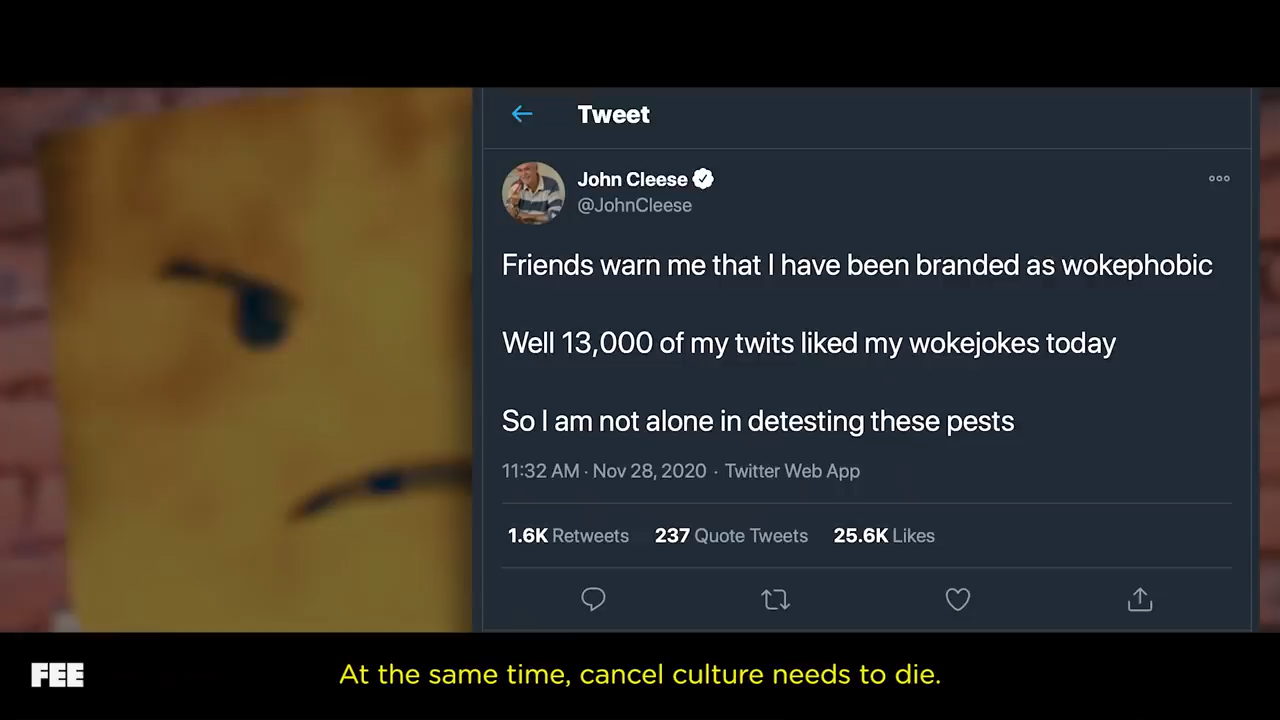 Tweet
John Cleese
@JohnCleese
Friends warn me that I have been branded as wokephobic
Well 13,000 of my twits liked my wokejokes today
So I am not alone in detesting these pests
11:32 AM · Nov 28, 2020 · Twitter Web App
1.6K Retweets 237 Quote Tweets 25.6K Likes
FEE
At the same time, cancel culture needs to die.